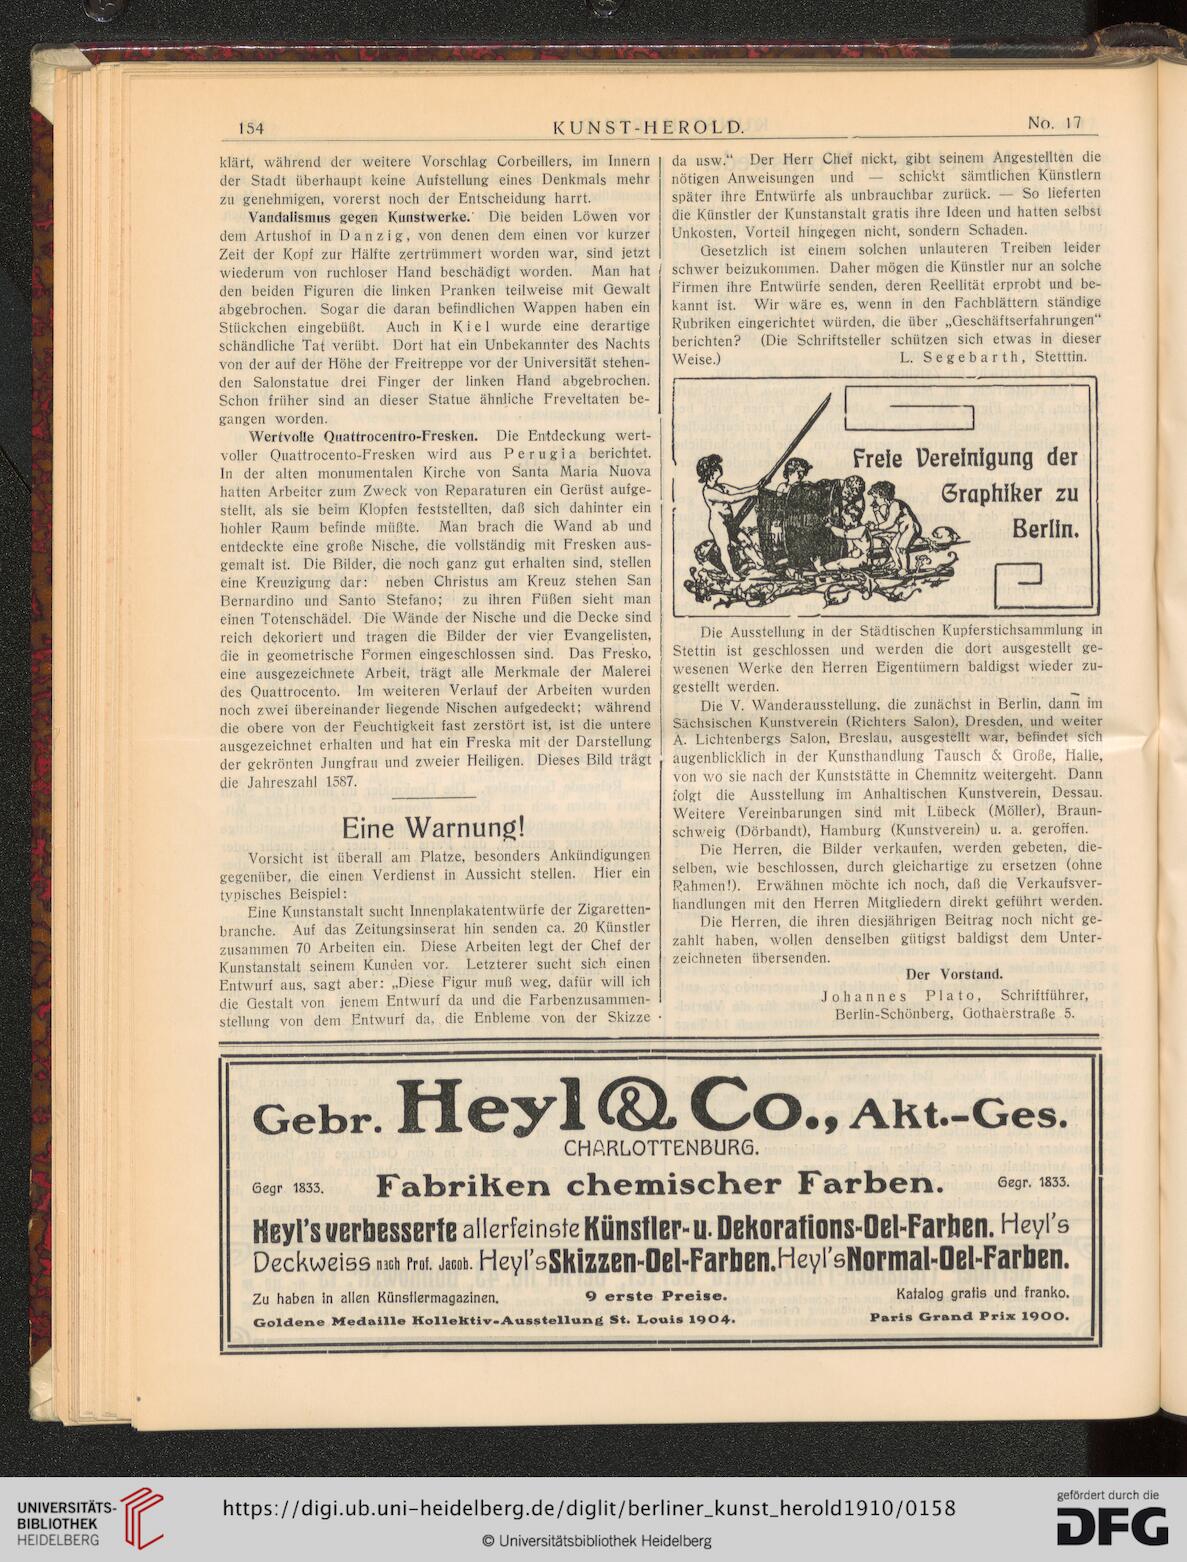 154
KUNST-HEROLD.
No. 17
klärt, während der weitere Vorschlag Corbeillers, im Innern
der Stadt überhaupt keine Aufstellung eines Denkmals mehr
zu genehmigen, vorerst noch der Entscheidung harrt.
Vandalismus gegen Kunstwerke. Die beiden Löwen vor
dem Artushof in Danzig, von denen dem einen vor kurzer
Zeit der Kopf zur Hälfte zertrümmert worden war, sind jetzt
wiederum von ruchloser Hand beschädigt worden. Man hat
den beiden Figuren die linken Pranken teilweise mit Gewalt
abgebrochen. Sogar die daran befindlichen Wappen haben ein
Stückchen eingebüßt. Auch in Kiel wurde eine derartige
schändliche Tat verübt. Dort hat ein Unbekannter des Nachts
von der auf der Höhe der Freitreppe vor der Universität stehen-
den Salonstatue drei Finger der linken Hand abgebrochen.
Schon früher sind an dieser Statue ähnliche Freveltaten be-
gangen worden.
Wertvolle Quattrocentro-Fresken. Die Entdeckung wert-
voller Quattrocento-Fresken wird aus Perugia berichtet.
In der alten monumentalen Kirche von Santa Maria Nuova
hatten Arbeiter zum Zweck von Reparaturen ein Gerüst aufge-
stellt, als sie beim Klopfen feststellten, daß sich dahinter ein
hohler Raum befinde müßte. Man brach die Wand ab und
entdeckte eine große Nische, die vollständig mit Fresken aus-
gemalt ist. Die Bilder, die noch ganz gut erhalten sind, stellen
eine Kreuzigung dar: neben Christus am Kreuz stehen San
Bernardino und Santo Stefano; zu ihren Füßen sieht man
einen Totenschädel. Die Wände der Nische und die Decke sind
reich dekoriert und tragen die Bilder der vier Evangelisten,
die in geometrische Formen eingeschlossen sind. Das Fresko,
eine ausgezeichnete Arbeit, trägt alle Merkmale der Malerei
des Quattrocento. Im weiteren Verlauf der Arbeiten wurden
noch zwei übereinander liegende Nischen aufgedeckt; während
die obere von der Feuchtigkeit fast zerstört ist, ist die untere
ausgezeichnet erhalten und hat ein Freska mit der Darstellung
der gekrönten Jungfrau und zweier Heiligen. Dieses Bild trägt
die Jahreszahl 1587.
Eine Warnung!
Vorsicht ist überall am Platze, besonders Ankündigungen
gegenüber, die einen Verdienst in Aussicht stellen. Hier ein
typisches Beispiel:
Eine Kunstanstalt sucht Innenplakatentwürfe der Zigaretten-
branche. Auf das Zeitungsinserat hin senden ca. 20 Künstler
zusammen 70 Arbeiten ein. Diese Arbeiten legt der Chef der
Kunstanstalt seinem Kunden vor. Letzterer sucht sich einen
Entwurf aus, sagt aber: „Diese Figur muß weg, dafür will ich
die Gestalt von jenem Entwurf da und die Farbenzusammen-
stellung von dem Entwurf da, die Enbleme von der Skizze
da usw.“ Der Herr Chef nickt, gibt seinem Angestellten die
nötigen Anweisungen und — schickt sämtlichen Künstlern
später ihre Entwürfe als unbrauchbar zurück. — So lieferten
die Künstler der Kunstanstalt gratis ihre Ideen und hatten selbst
Unkosten, Vorteil hingegen nicht, sondern Schaden.
Gesetzlich ist einem solchen unlauteren Treiben leider
schwer beizukommen. Daher mögen die Künstler nur an solche
Firmen ihre Entwürfe senden, deren Reellität erprobt und be-
kannt ist. Wir wäre es, wenn in den Fachblättern ständige
Rubriken eingerichtet würden, die über „Geschäftserfahrungen“
berichten? (Die Schriftsteller schützen sich etwas in dieser
Weise.) L. Segebarth, Stetttin.
Freie Vereinigung der
Graphiker zu
Berlin.
Die Ausstellung in der Städtischen Kupferstichsammlung in
Stettin ist geschlossen und werden die dort ausgestellt ge-
wesenen Werke den Herren Eigentümern baldigst wieder zu-
gestellt werden.
Die V. Wanderausstellung, die zunächst in Berlin, dann im
Sächsischen Kunstverein (Richters Salon), Dresden, und weiter
A. Lichtenbergs Salon, Breslau, ausgestellt war, befindet sich
augenblicklich in der Kunsthandlung Tausch & Große, Halle,
von wo sie nach der Kunststätte in Chemnitz weitergeht. Dann
folgt die Ausstellung im Anhaltischen Kunstverein, Dessau.
Weitere Vereinbarungen sind mit Lübeck (Möller), Braun-
schweig (Dörbandt), Hamburg (Kunstverein) u. a. geroffen.
Die Herren, die Bilder verkaufen, werden gebeten, die-
selben, wie beschlossen, durch gleichartige zu ersetzen (ohne
Rahmen!). Erwähnen möchte ich noch, daß die Verkaufsver-
handlungen mit den Herren Mitgliedern direkt geführt werden.
Die Herren, die ihren diesjährigen Beitrag noch nicht ge-
zahlt haben, wollen denselben gütigst baldigst dem Unter-
zeichneten übersenden.
Der Vorstand.
Johannes Plato, Schriftführer,
Berlin-Schönberg, Gothaerstraße 5.
Gebr. Heyl & Co., Akt.-Ges.
CHARLOTTENBURG.
Gegr 1833. Fabriken chemischer Farben. Gegr. 1833.
Heyl's verbesserte allerfeinste Künstler- u. Dekorations-Oel-Farben. Heyl's
Deckweiss nach Prof. Jacob. Heyl's Skizzen-Oel-Farben. Heyl's Normal-Oel-Farben.
Zu haben in allen Künstlermagazinen. 9 erste Preise. Katalog gratis und franko.
Goldene Medaille Kollektiv-Ausstellung St. Louis 1904. Paris Grand Prix 1900.
UNIVERSITÄTS-
BIBLIOTHEK
HEIDELBERG
https://digi.ub.uni-heidelberg.de/diglit/berliner_kunst_herold1910/0158
© Universitätsbibliothek Heidelberg
gefördert durch die
DFG